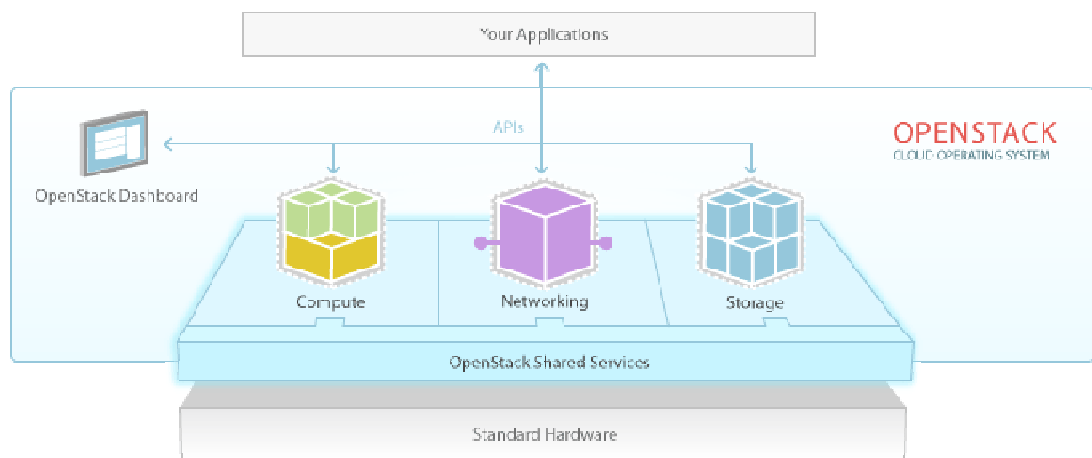 Your Applications
APIs
OPENSTACK
CLOUD OPERATING SYSTEM
OpenStack Dashboard
Compute
Networking
Storage
OpenStack Shared Services
Standard Hardware